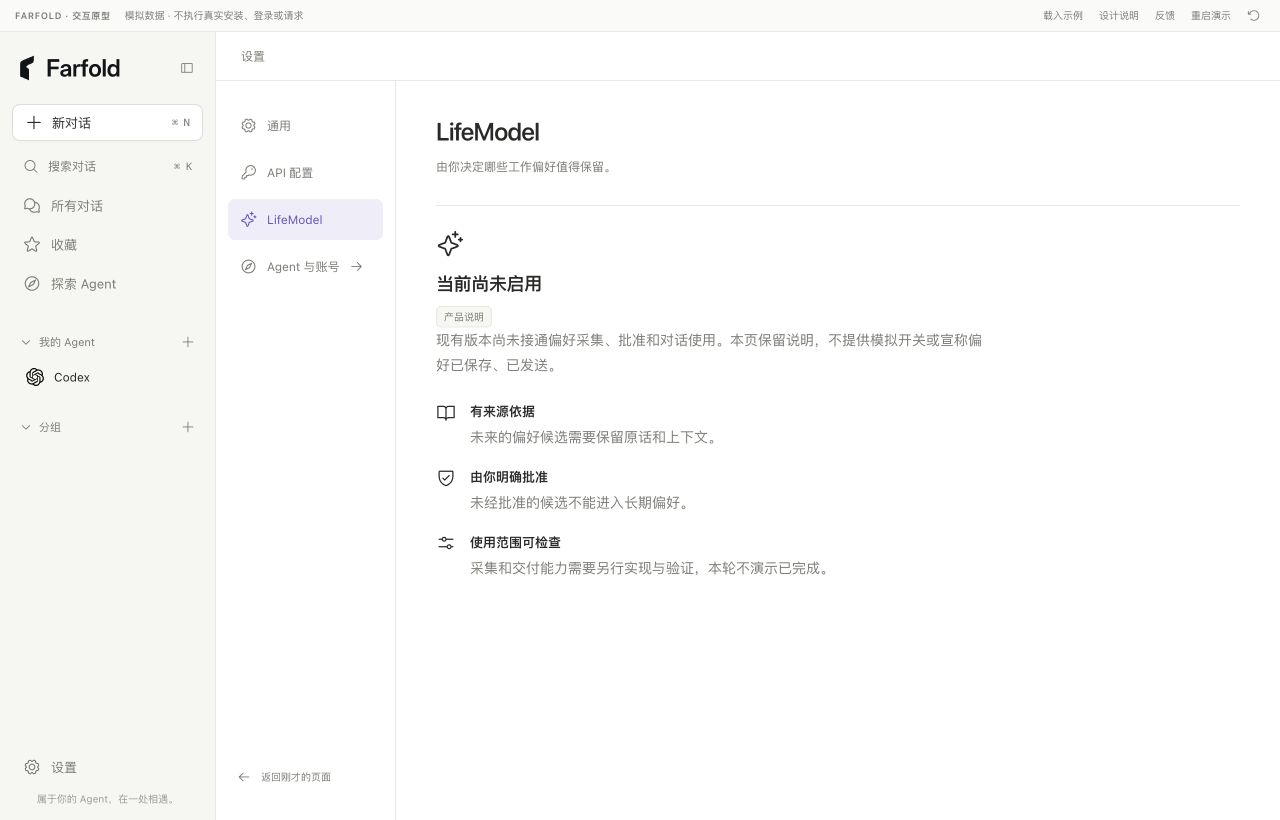 FARFOLD · 交互原型 模拟数据 · 不执行真实安装、登录或请求
载入示例 设计说明 反馈 重启演示
Farfold
新对话 ⌘ N
搜索对话 ⌘ K
所有对话
收藏
探索 Agent
我的 Agent
Codex
分组
设置
属于你的 Agent，在一处相遇。
设置
通用
API 配置
LifeModel
Agent 与账号
返回刚才的页面
LifeModel
由你决定哪些工作偏好值得保留。
当前尚未启用
产品说明
现有版本尚未接通偏好采集、批准和对话使用。本页保留说明，不提供模拟开关或宣称偏
好已保存、已发送。
有来源依据
未来的偏好候选需要保留原话和上下文。
由你明确批准
未经批准的候选不能进入长期偏好。
使用范围可检查
采集和交付能力需要另行实现与验证，本轮不演示已完成。